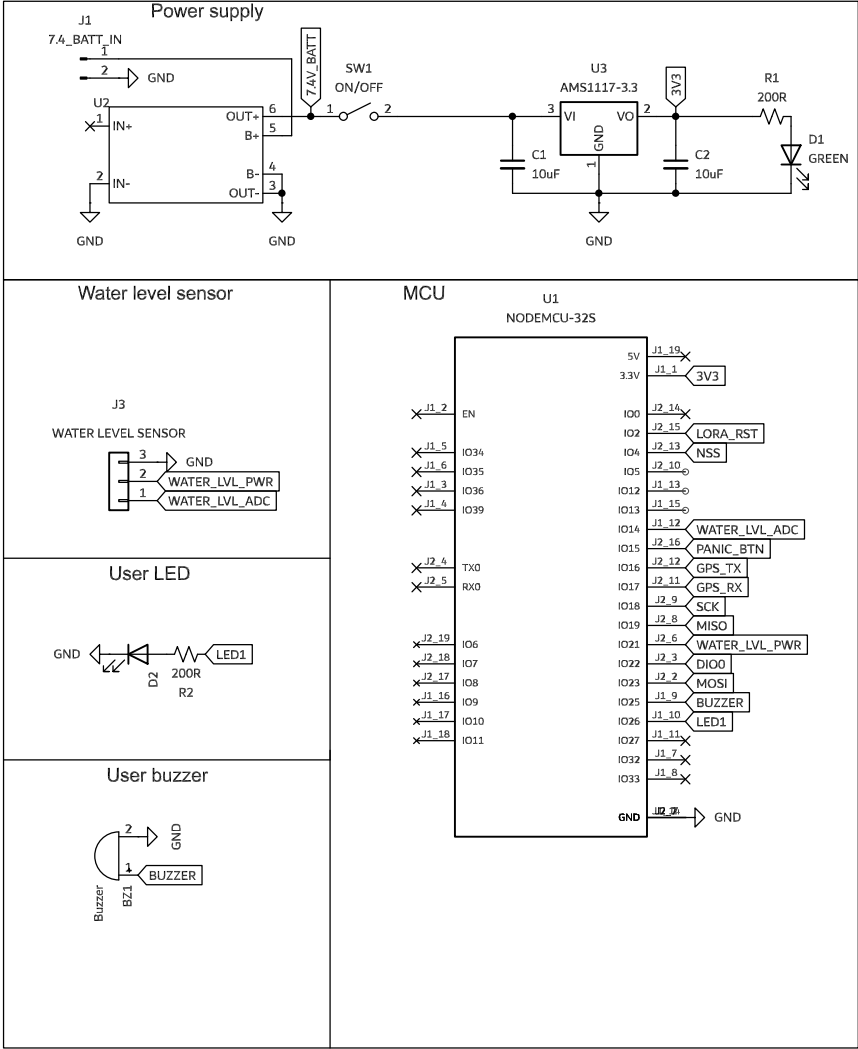 Power supply
J1
7.4_BATT_IN
1
2
GND
U2
1
IN+
2
IN-
OUT+
6
B+
5
B-
4
OUT-
3
GND
GND
7.4V_BATT
SW1
ON/OFF
1
2
U3
AMS1117-3.3
3
VI
VO
2
GND
1
C1
10uF
3V3
C2
10uF
R1
200R
D1
GREEN
GND
Water level sensor
J3
WATER LEVEL SENSOR
3
GND
2
WATER_LVL_PWR
1
WATER_LVL_ADC
User LED
GND
D2
200R
R2
LED1
User buzzer
2
GND
1
BUZZER
Buzzer
BZ1
MCU
U1
NODEMCU-32S
5V J1_19
3.3V J1_1 3V3
J1_2 EN
IO0 J2_14
IO2 J2_15 LORA_RST
J1_5 IO34
IO4 J2_13 NSS
J1_6 IO35
IO5 J2_10
J1_3 IO36
IO12 J1_13
J1_4 IO39
IO13 J1_15
IO14 J1_12 WATER_LVL_ADC
IO15 J2_16 PANIC_BTN
J2_4 TX0
IO16 J2_12 GPS_TX
J2_5 RX0
IO17 J2_11 GPS_RX
IO18 J2_9 SCK
IO19 J2_8 MISO
J2_19 IO6
IO21 J2_6 WATER_LVL_PWR
J2_18 IO7
IO22 J2_3 DIO0
J2_17 IO8
IO23 J2_2 MOSI
J1_16 IO9
IO25 J1_9 BUZZER
J1_17 IO10
IO26 J1_10 LED1
J1_18 IO11
IO27 J1_11
IO32 J1_7
IO33 J1_8
GND GND